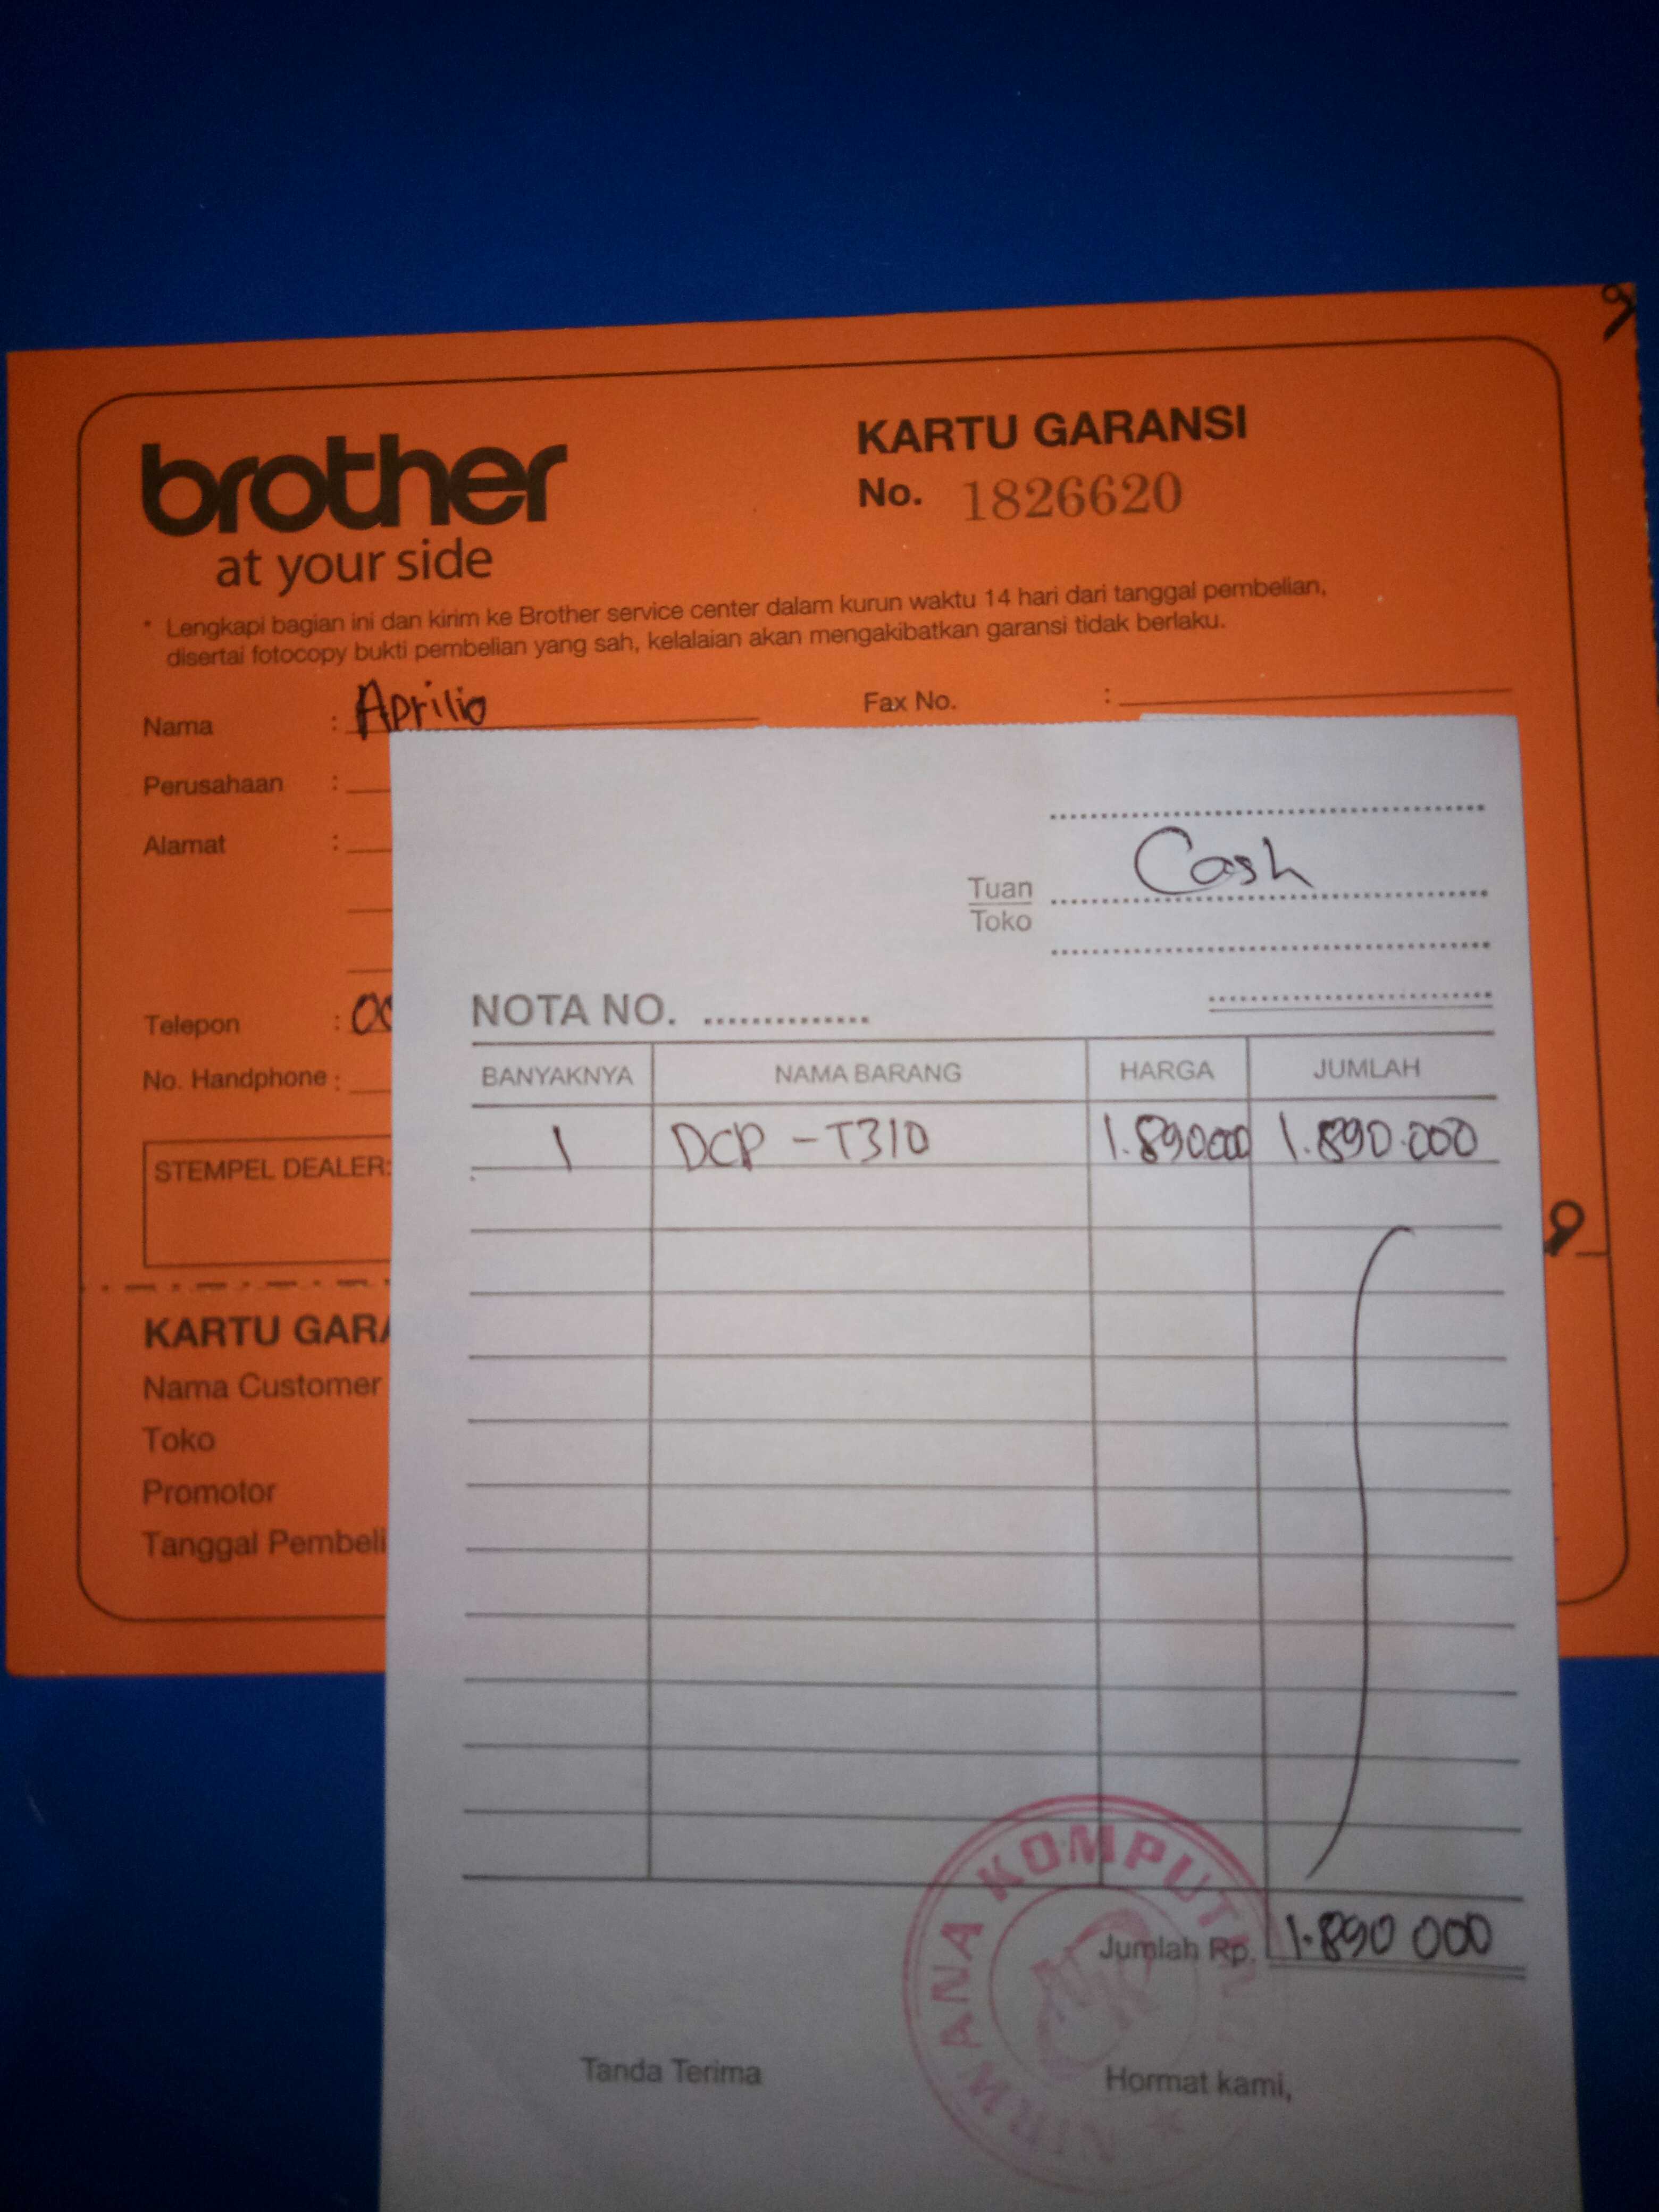 brother
at your side
KARTU GARANSI
No. 1826620
* Lengkapi bagian ini dan kirim ke Brother service center dalam kurun waktu 14 hari dari tanggal pembelian,
disertai fotocopy bukti pembelian yang sah, kelalaian akan mengakibatkan garansi tidak berlaku.
Nama : Aprilio
Fax No. :
Perusahaan :
Alamat :
Telepon :
No. Handphone :
STEMPEL DEALER:
KARTU GARA
Nama Customer
Toko
Promotor
Tanggal Pembeli
Cash
Tuan
Toko
NOTA NO. ...............
BANYAKNYA NAMA BARANG HARGA JUMLAH
1 DCP - T310 1.890.000 1.890.000
Jumlah Rp. 1.890 000
NIRWANA KOMPUT
Tanda Terima
Hormat kami,